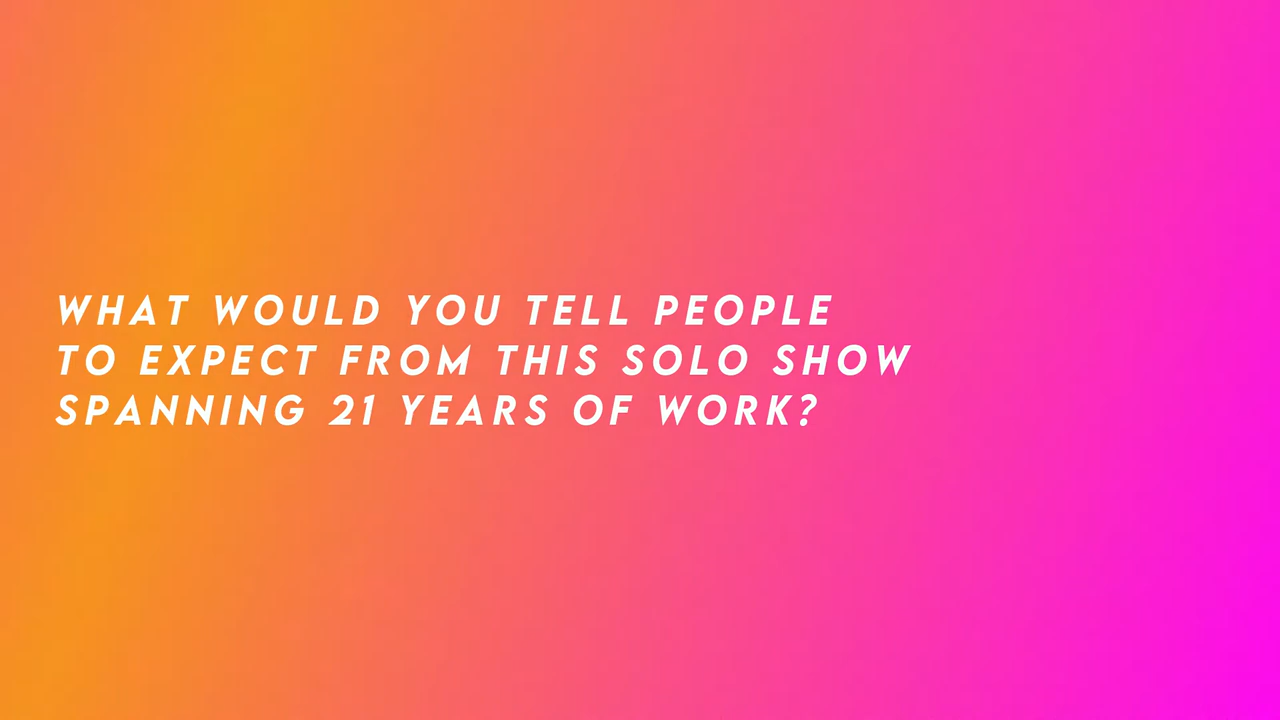 WHAT WOULD YOU TELL PEOPLE
TO EXPECT FROM THIS SOLO SHOW
SPANNING 21 YEARS OF WORK?